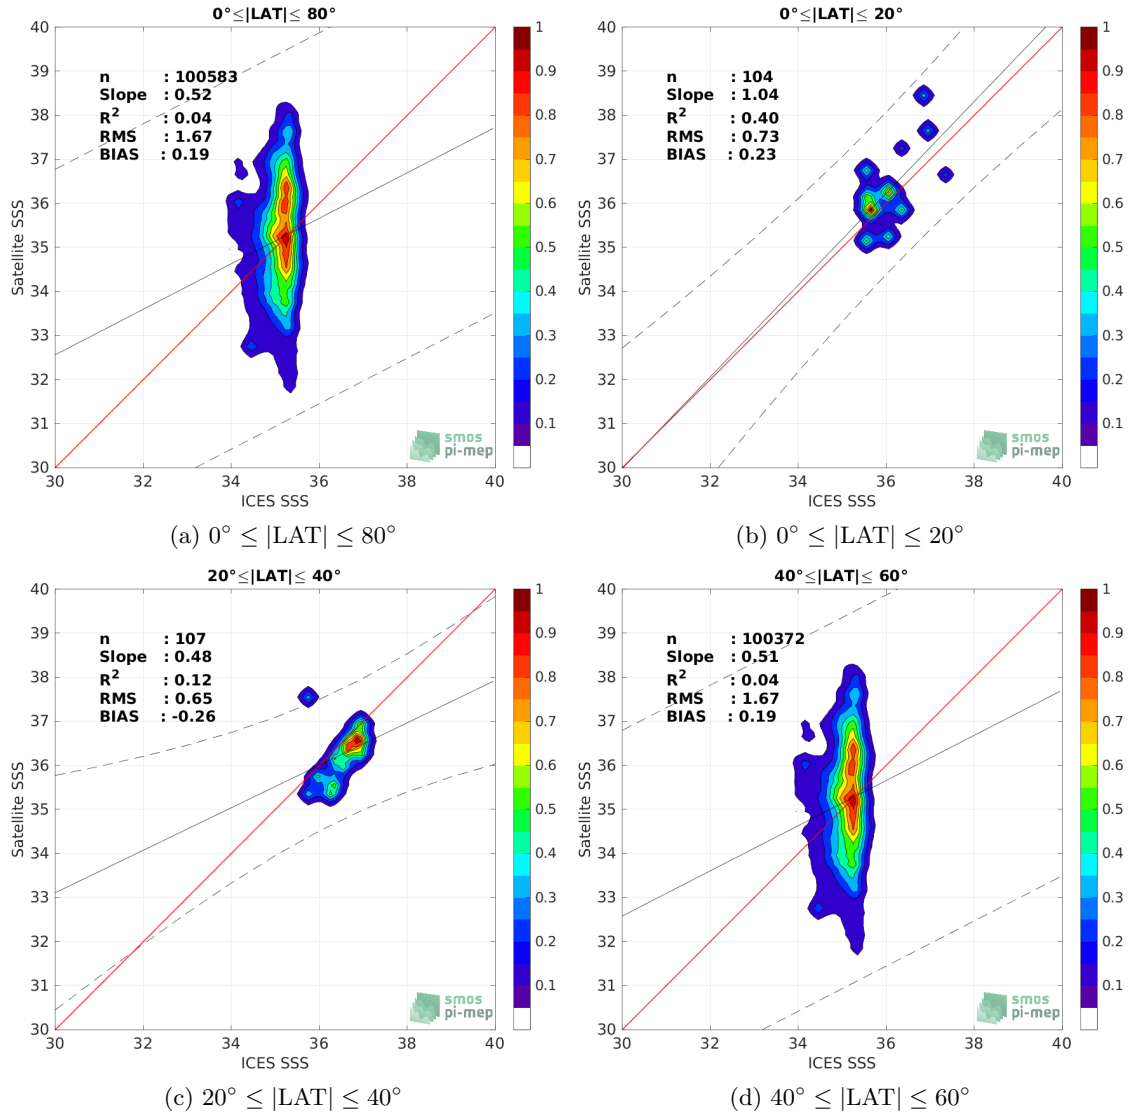 0°≤|LAT|≤ 80°
40
39
38
37
36
35
34
33
32
31
30
Satellite SSS
n : 100583
Slope : 0.52
R² : 0.04
RMS : 1.67
BIAS : 0.19
smos
pi-mep
30 32 34 36 38 40
ICES SSS
1
0.9
0.8
0.7
0.6
0.5
0.4
0.3
0.2
0.1
(a) 0° ≤ |LAT| ≤ 80°
0°≤|LAT|≤ 20°
40
39
38
37
36
35
34
33
32
31
30
Satellite SSS
n : 104
Slope : 1.04
R² : 0.40
RMS : 0.73
BIAS : 0.23
smos
pi-mep
30 32 34 36 38 40
ICES SSS
1
0.9
0.8
0.7
0.6
0.5
0.4
0.3
0.2
0.1
(b) 0° ≤ |LAT| ≤ 20°
20°≤|LAT|≤ 40°
40
39
38
37
36
35
34
33
32
31
30
Satellite SSS
n : 107
Slope : 0.48
R² : 0.12
RMS : 0.65
BIAS : -0.26
smos
pi-mep
30 32 34 36 38 40
ICES SSS
1
0.9
0.8
0.7
0.6
0.5
0.4
0.3
0.2
0.1
(c) 20° ≤ |LAT| ≤ 40°
40°≤|LAT|≤ 60°
40
39
38
37
36
35
34
33
32
31
30
Satellite SSS
n : 100372
Slope : 0.51
R² : 0.04
RMS : 1.67
BIAS : 0.19
smos
pi-mep
30 32 34 36 38 40
ICES SSS
1
0.9
0.8
0.7
0.6
0.5
0.4
0.3
0.2
0.1
(d) 40° ≤ |LAT| ≤ 60°